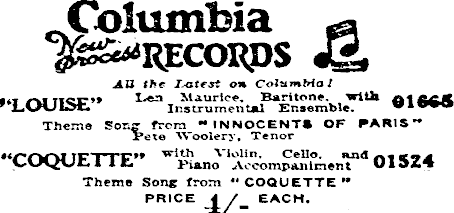 Columbia
New process RECORDS
All the Latest on Columbia!
"LOUISE" Len Maurice, Baritone, with Instrumental Ensemble. 01665
Theme Song from "INNOCENTS OF PARIS"
Pete Woolery, Tenor
"COQUETTE" with Violin, Cello, and Piano Accompaniment 01524
Theme Song from "COQUETTE"
PRICE 4/- EACH.